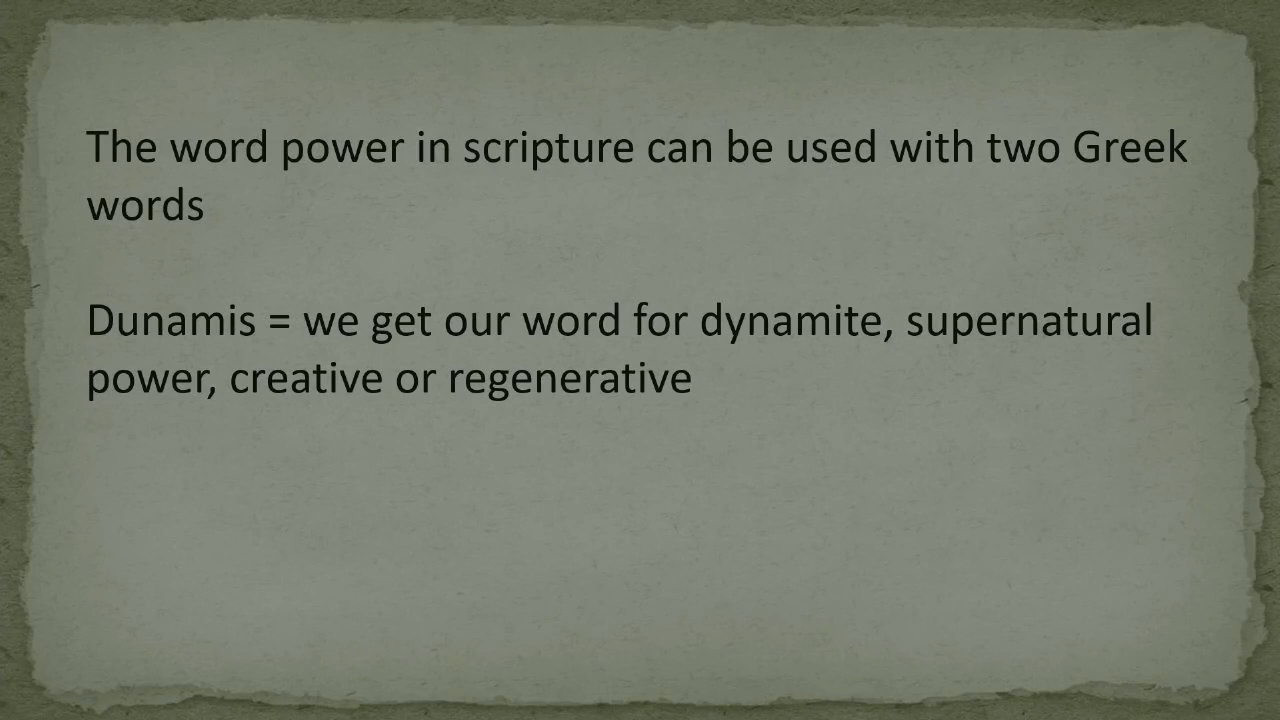 The word power in scripture can be used with two Greek
words
Dunamis = we get our word for dynamite, supernatural
power, creative or regenerative